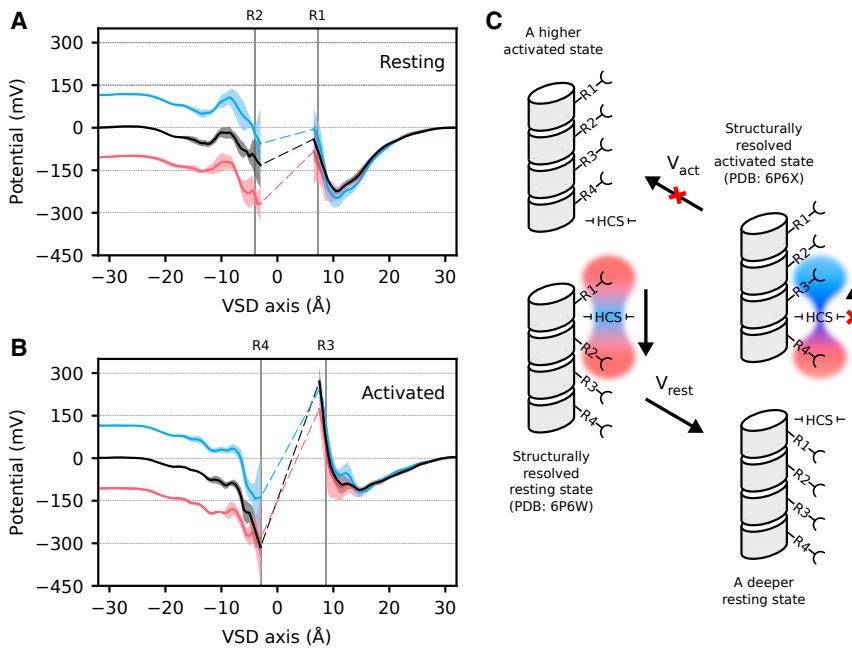 A
R2 R1
Resting
300
150
0
−150
−300
−450
Potential (mV)
−30 −20 −10 0 10 20 30
VSD axis (Å)
B
R4 R3
Activated
300
150
0
−150
−300
−450
Potential (mV)
−30 −20 −10 0 10 20 30
VSD axis (Å)
C
A higher
activated state
R1
R2
R3
R4
HCS
Vact
Structurally
resolved
activated state
(PDB: 6P6X)
R1
R2
R3
HCS
R4
R1
HCS
R2
R3
R4
Structurally
resolved
resting state
(PDB: 6P6W)
Vrest
HCS
R1
R2
R3
R4
A deeper
resting state